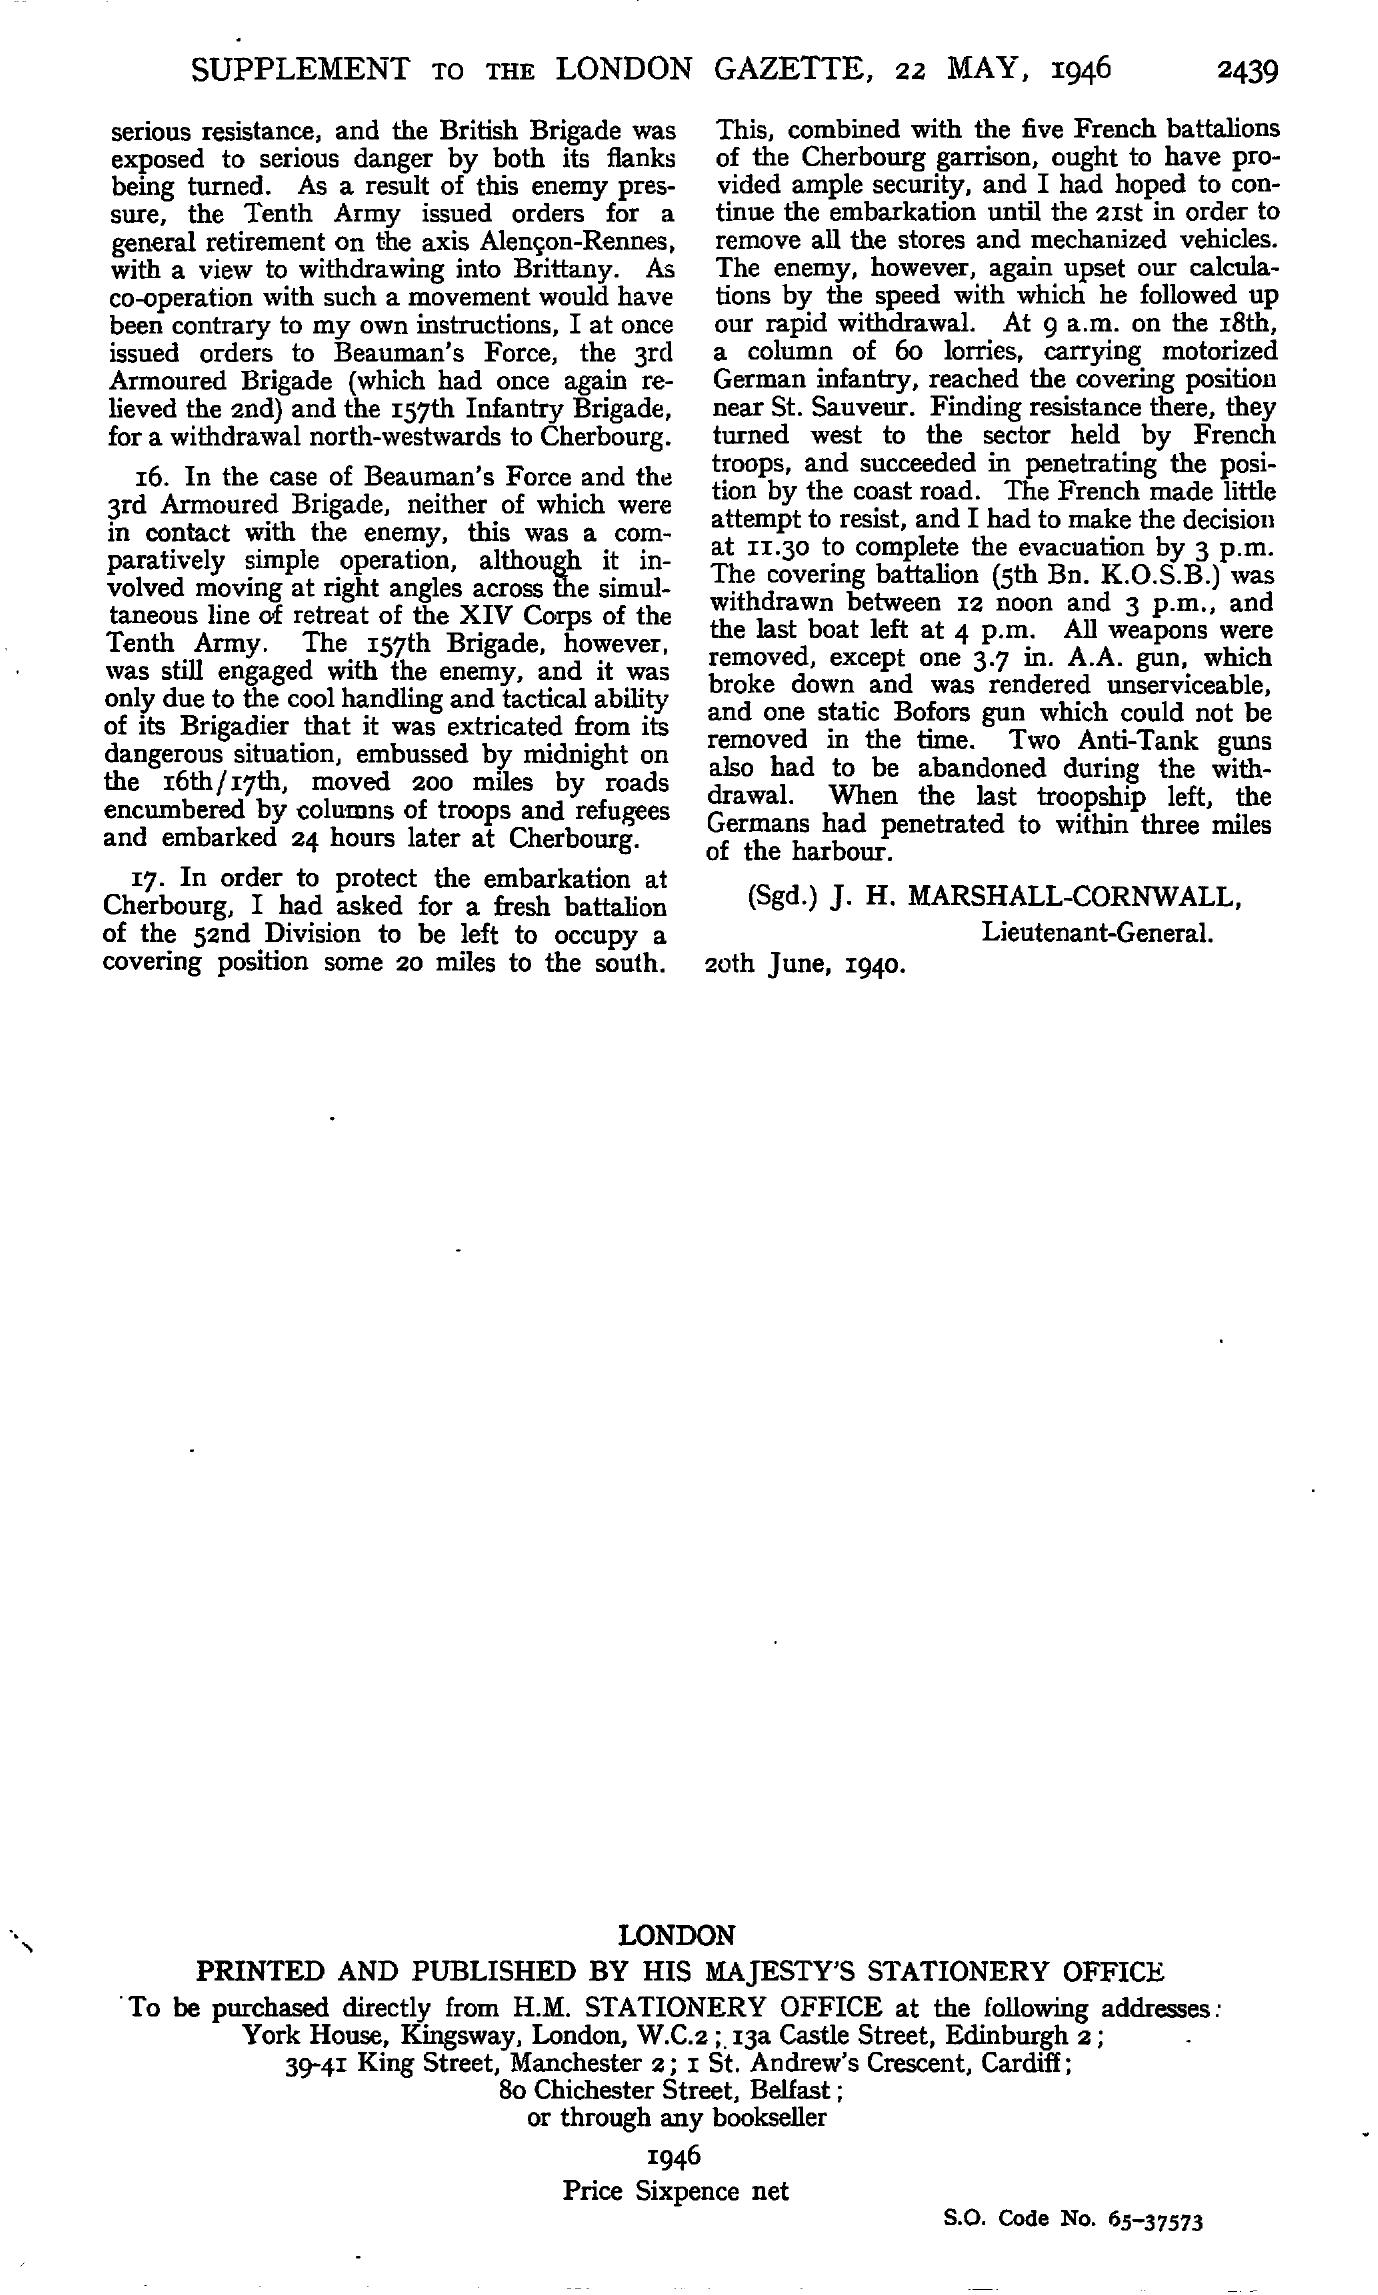 SUPPLEMENT TO THE LONDON GAZETTE, 22 MAY, 1946 2439
serious resistance, and the British Brigade was
exposed to serious danger by both its flanks
being turned. As a result of this enemy pres-
sure, the Tenth Army issued orders for a
general retirement on the axis Alençon-Rennes,
with a view to withdrawing into Brittany. As
co-operation with such a movement would have
been contrary to my own instructions, I at once
issued orders to Beauman's Force, the 3rd
Armoured Brigade (which had once again re-
lieved the 2nd) and the 157th Infantry Brigade,
for a withdrawal north-westwards to Cherbourg.
16. In the case of Beauman's Force and the
3rd Armoured Brigade, neither of which were
in contact with the enemy, this was a com-
paratively simple operation, although it in-
volved moving at right angles across the simul-
taneous line of retreat of the XIV Corps of the
Tenth Army. The 157th Brigade, however,
was still engaged with the enemy, and it was
only due to the cool handling and tactical ability
of its Brigadier that it was extricated from its
dangerous situation, embussed by midnight on
the 16th/17th, moved 200 miles by roads
encumbered by columns of troops and refugees
and embarked 24 hours later at Cherbourg.
17. In order to protect the embarkation at
Cherbourg, I had asked for a fresh battalion
of the 52nd Division to be left to occupy a
covering position some 20 miles to the south.
This, combined with the five French battalions
of the Cherbourg garrison, ought to have pro-
vided ample security, and I had hoped to con-
tinue the embarkation until the 21st in order to
remove all the stores and mechanized vehicles.
The enemy, however, again upset our calcula-
tions by the speed with which he followed up
our rapid withdrawal. At 9 a.m. on the 18th,
a column of 60 lorries, carrying motorized
German infantry, reached the covering position
near St. Sauveur. Finding resistance there, they
turned west to the sector held by French
troops, and succeeded in penetrating the posi-
tion by the coast road. The French made little
attempt to resist, and I had to make the decision
at 11.30 to complete the evacuation by 3 p.m.
The covering battalion (5th Bn. K.O.S.B.) was
withdrawn between 12 noon and 3 p.m., and
the last boat left at 4 p.m. All weapons were
removed, except one 3.7 in. A.A. gun, which
broke down and was rendered unserviceable,
and one static Bofors gun which could not be
removed in the time. Two Anti-Tank guns
also had to be abandoned during the with-
drawal. When the last troopship left, the
Germans had penetrated to within three miles
of the harbour.
(Sgd.) J. H. MARSHALL-CORNWALL,
Lieutenant-General.
20th June, 1940.
LONDON
PRINTED AND PUBLISHED BY HIS MAJESTY'S STATIONERY OFFICE
To be purchased directly from H.M. STATIONERY OFFICE at the following addresses:
York House, Kingsway, London, W.C.2; 13a Castle Street, Edinburgh 2;
39-41 King Street, Manchester 2; 1 St. Andrew's Crescent, Cardiff;
80 Chichester Street, Belfast;
or through any bookseller
1946
Price Sixpence net
S.O. Code No. 65-37573